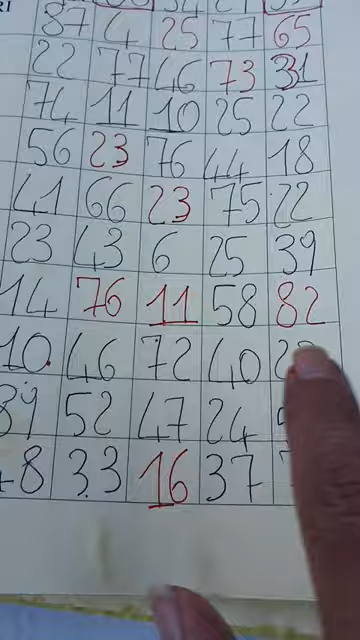 RI
87 4 25 77 65
22 77 46 73 31
74 11 10 25 22
56 23 76 44 18
41 66 23 75 22
23 43 6 25 39
14 76 11 58 82
10 46 72 40
89 52 47 24
48 33 16 37